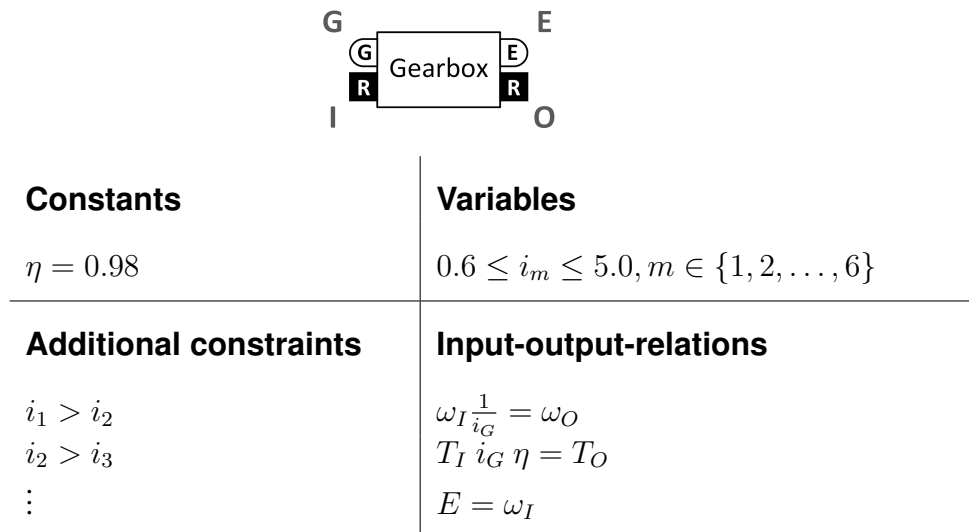 G E
G Gearbox E
R R
I O
Constants Variables
η = 0.98 0.6 ≤ i_m ≤ 5.0, m ∈ {1, 2, . . . , 6}
Additional constraints Input-output-relations
i_1 > i_2 ω_I \frac{1}{i_G} = ω_O
i_2 > i_3 T_I i_G η = T_O
⋮ E = ω_I